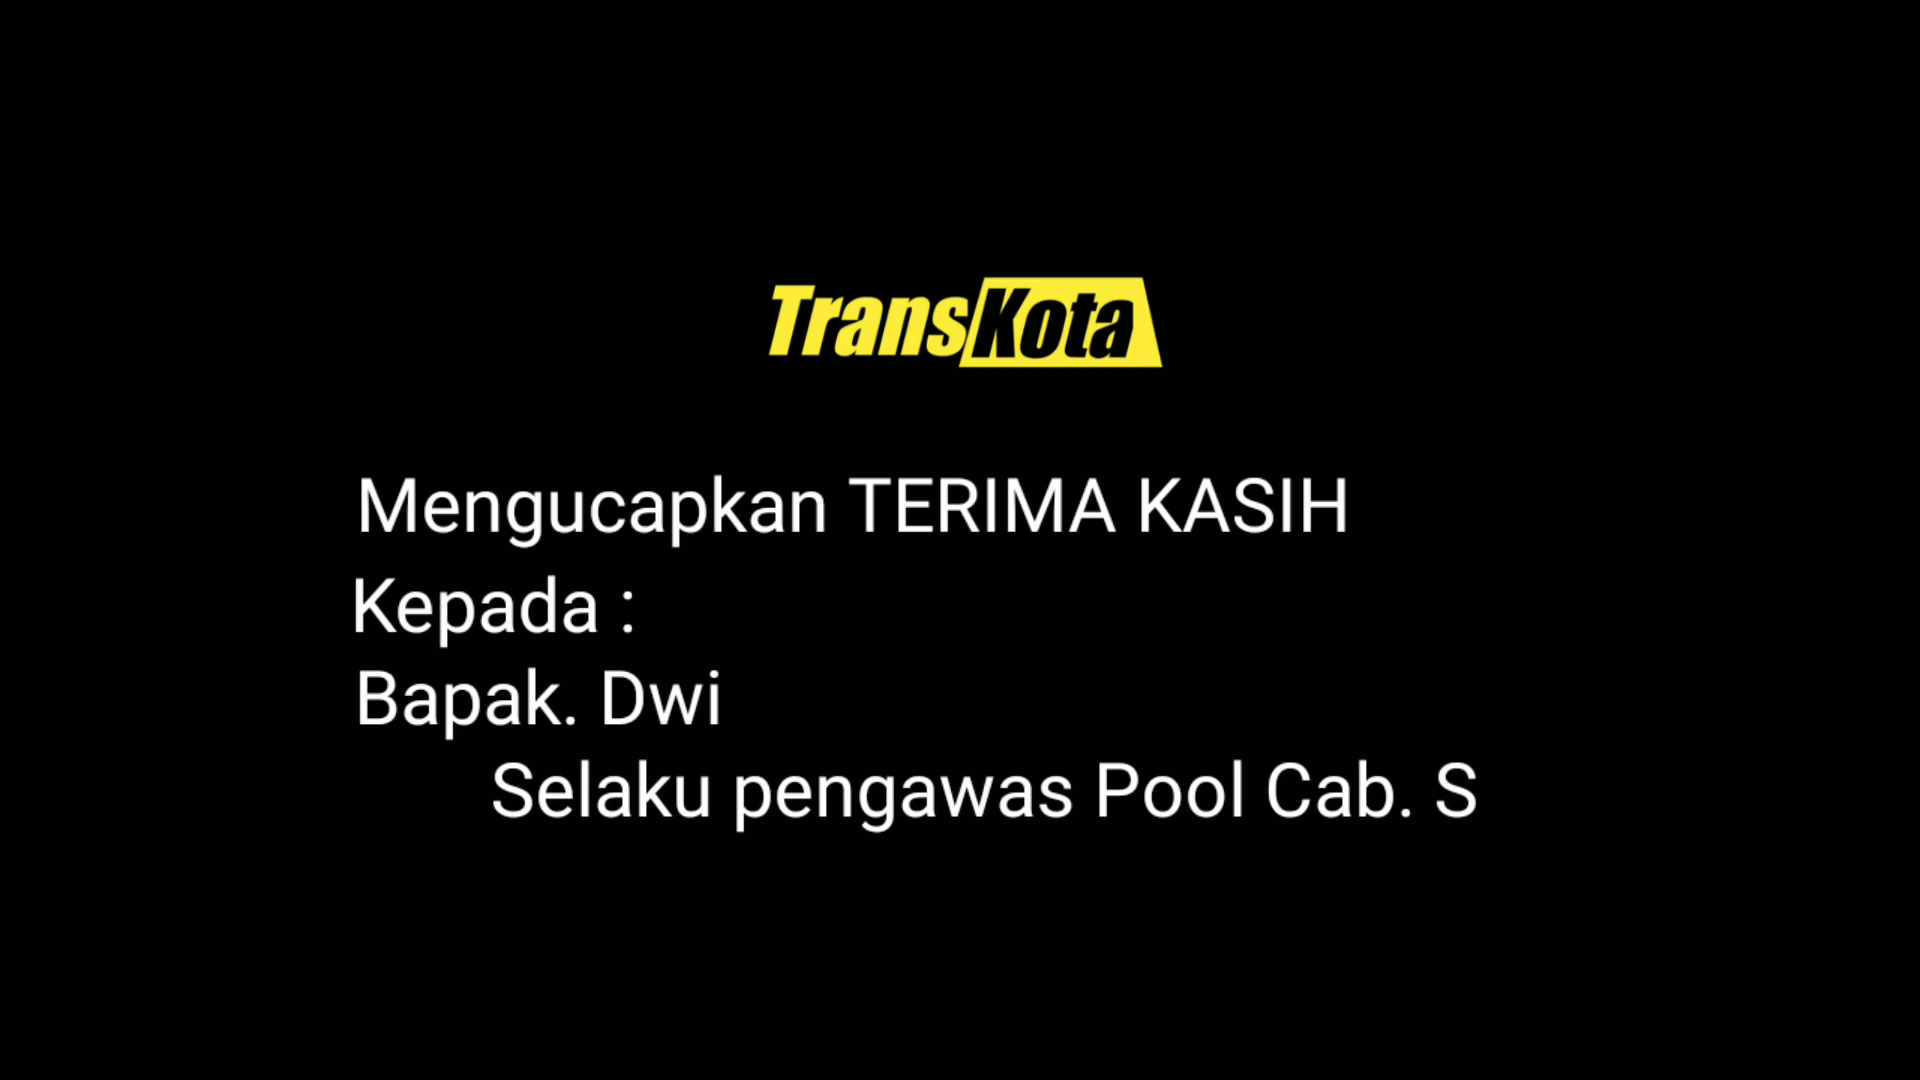 TransKota
Mengucapkan TERIMA KASIH
Kepada :
Bapak. Dwi
Selaku pengawas Pool Cab. S